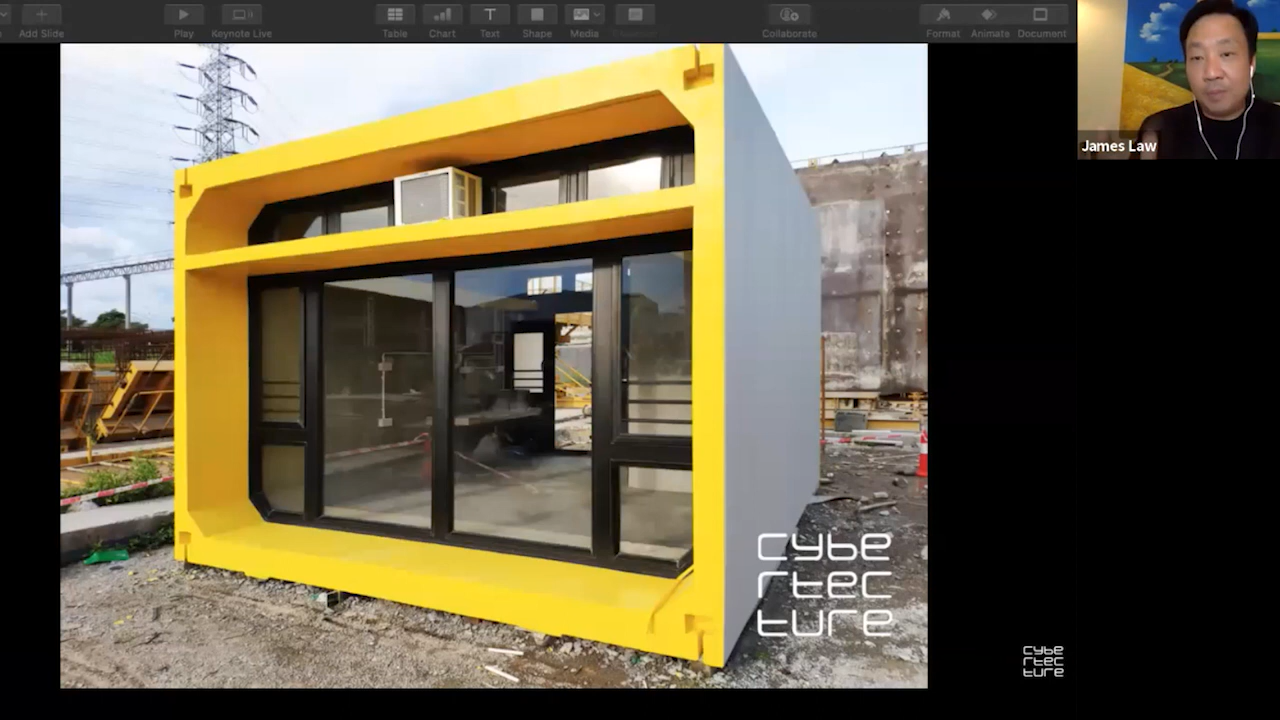 Add Slide
Play
Keynote Live
Table
Chart
Text
Shape
Media
Collaborate
Format
Animate
Document
James Law
cybe
rtec
ture
cybe
rtec
ture